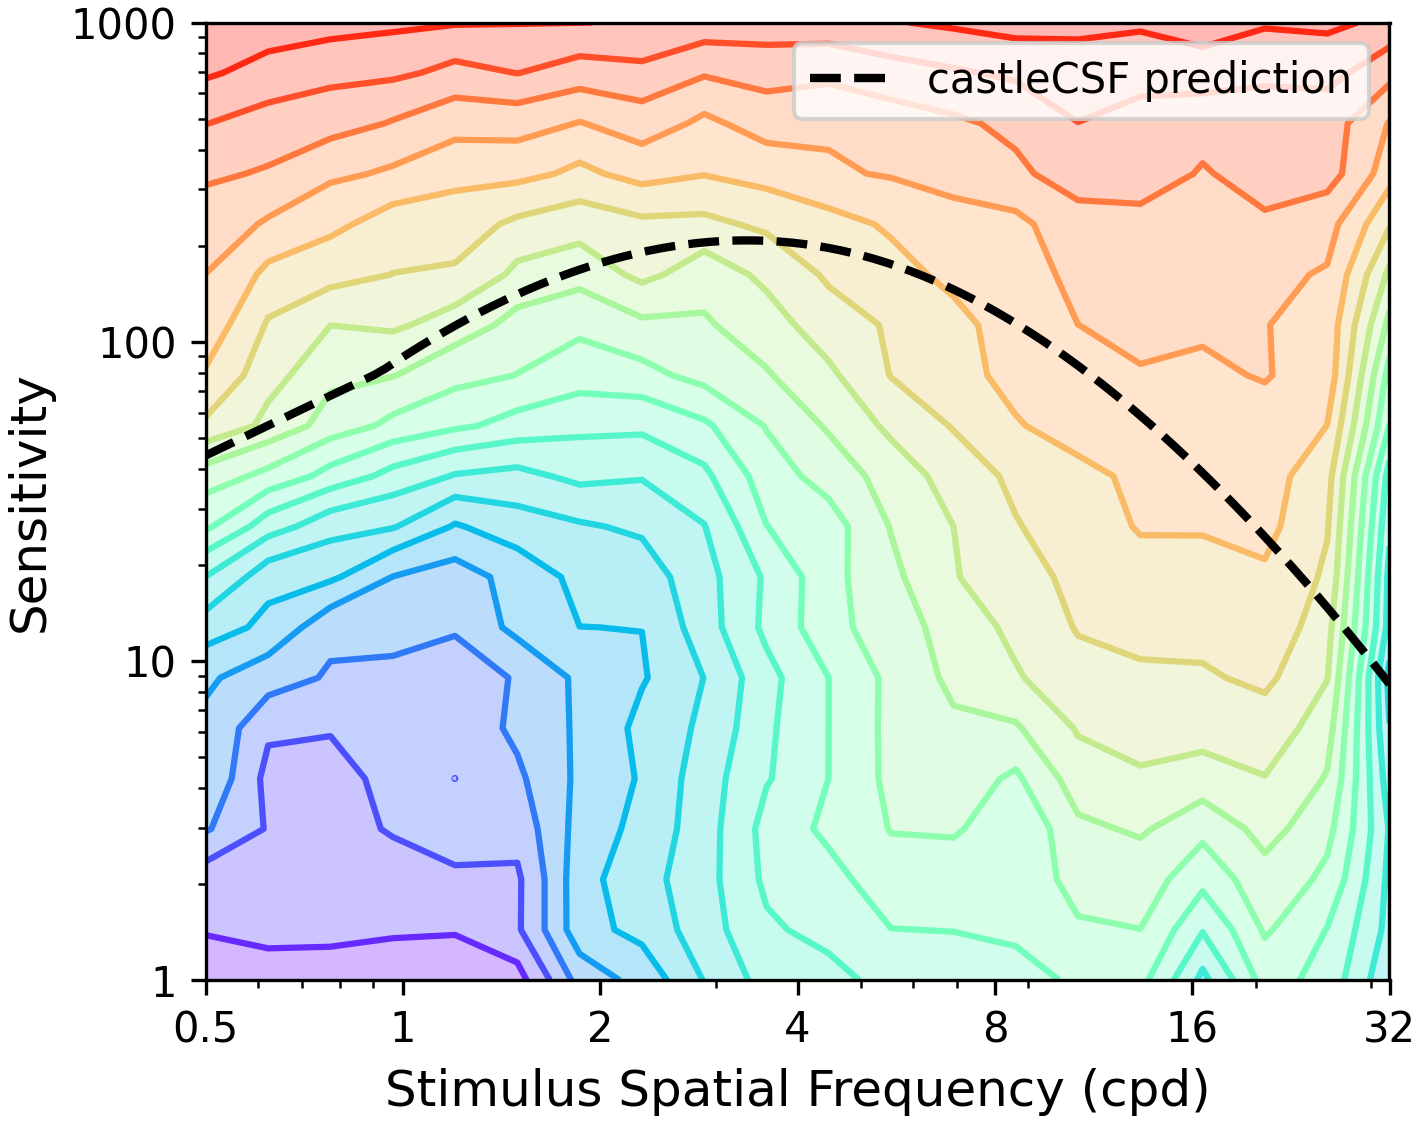 1000
castleCSF prediction
100
Sensitivity
10
1
0.5 1 2 4 8 16 32
Stimulus Spatial Frequency (cpd)